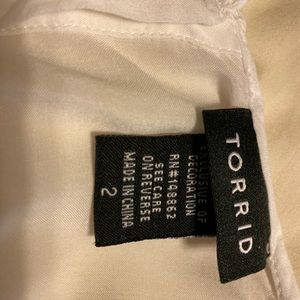 TORRID
EXCLUSIVE OF
DECORATION
RN#148862
SEE CARE
ON REVERSE
MADE IN CHINA
2